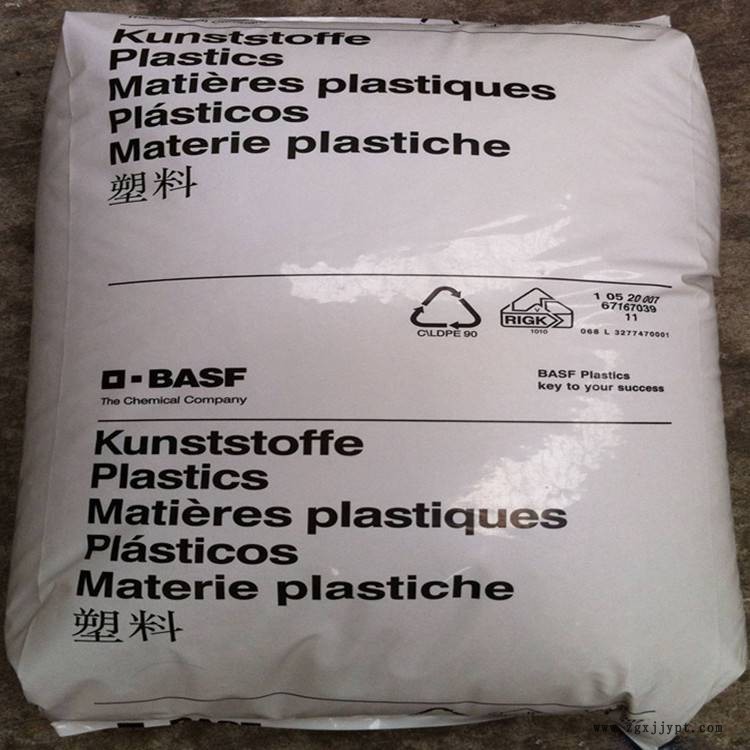 Kunststoffe
Plastics
Matières plastiques
Plásticos
Materie plastiche
塑料
C\LDPE 90
RIGK
1010
1 05 20 007
67167039
11
068 L 3277470001
BASF
The Chemical Company
BASF Plastics
key to your success
Kunststoffe
Plastics
Matières plastiques
Plásticos
Materie plastiche
塑料
BASF